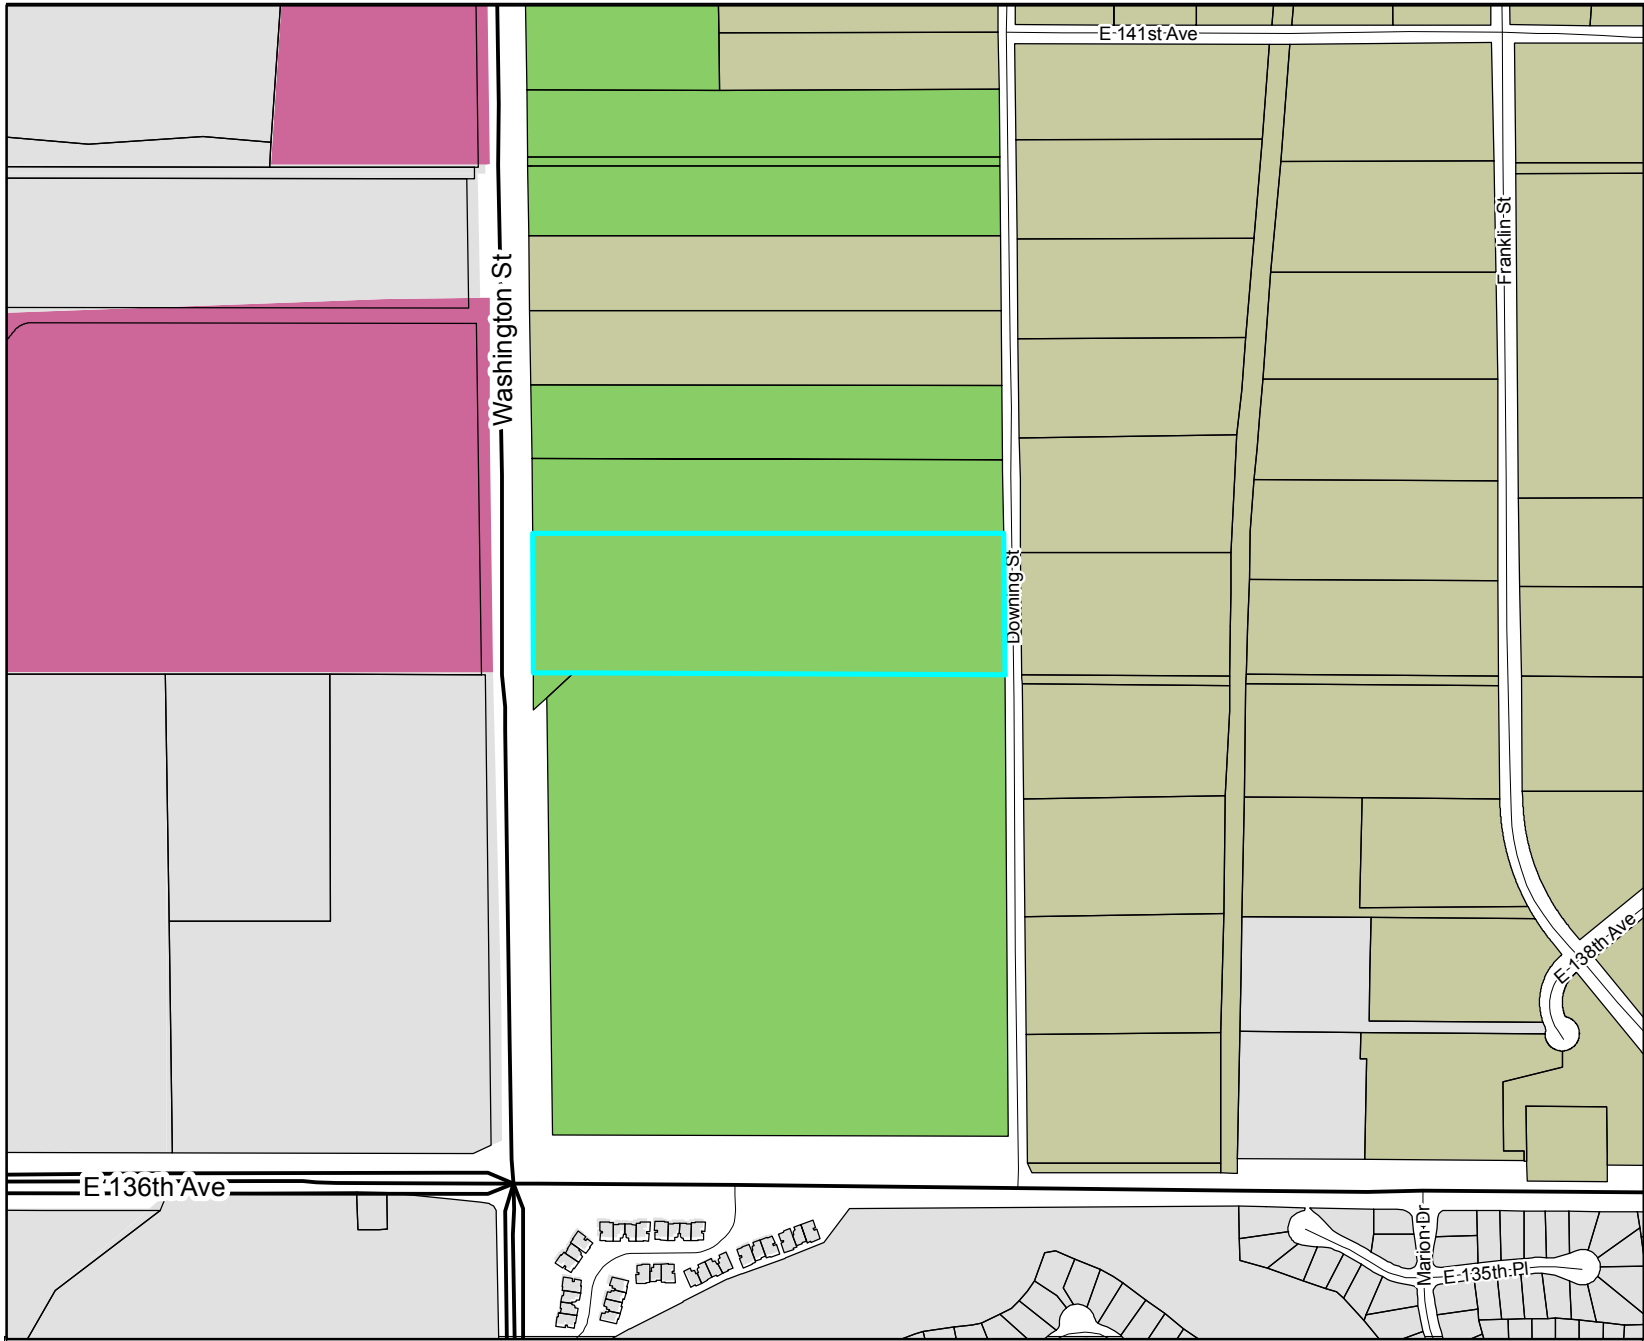 E 141st Ave
Franklin St
Washington St
Downing St
E 138th Ave
E 136th Ave
Marion Dr
E 135th Pl